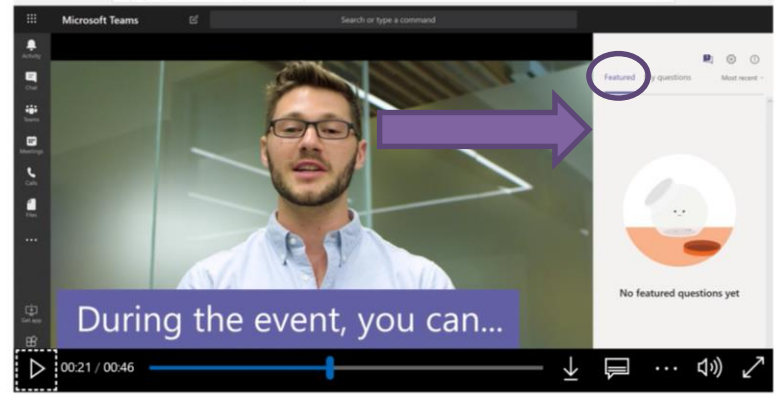 Microsoft Teams
Search or type a command
Activity
Chat
Teams
Meetings
Calls
Files
Get app
Featured
y questions
Most recent
No featured questions yet
During the event, you can...
00:21 / 00:46